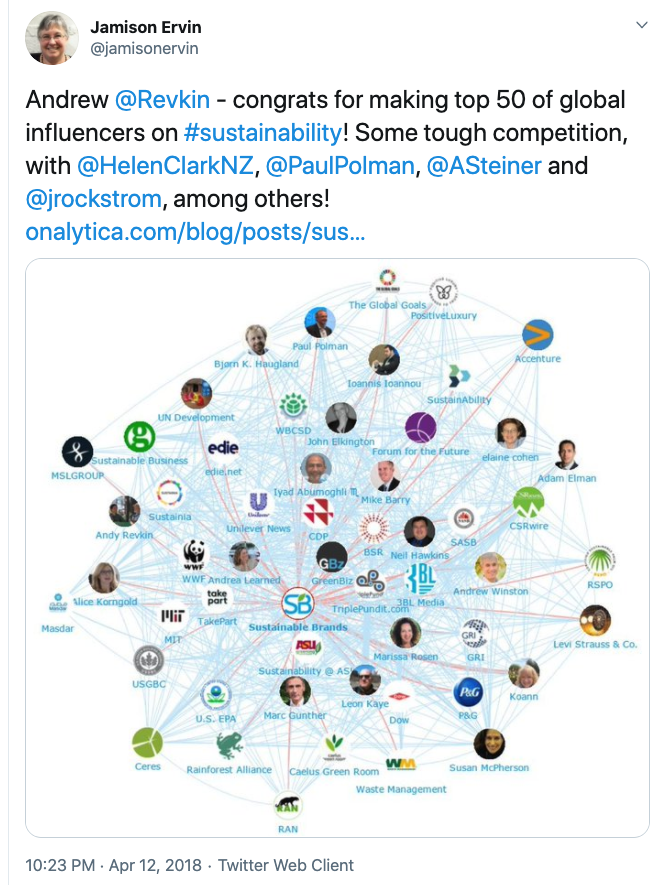 Jamison Ervin
@jamisonervin
Andrew @Revkin - congrats for making top 50 of global
influencers on #sustainability! Some tough competition,
with @HelenClarkNZ, @PaulPolman, @ASteiner and
@jrockstrom, among others!
onalytica.com/blog/posts/sus...
The Global Goals
PositiveLuxury
Paul Polman
Bjørn K. Haugland
Accenture
Ioannis Ioannou
SustainAbility
UN Development
WBCSD
John Elkington
Forum for the Future
elaine cohen
Sustainable Business
edie
edie.net
MSLGROUP
Adam Elman
Iyad Abumoghli
Mike Barry
Sustainia
Unilever
Unilever News
CDP
CSRwire
Andy Revkin
BSR
Neil Hawkins
SASB
WWF
WWF
Andrea Learned
GBz
GreenBiz
3BL
3BL Media
Andrew Winston
RSPO
Alice Korngold
take
part
TakePart
SB
Sustainable Brands
TriplePundit.com
Masdar
MIT
MIT
Levi Strauss & Co.
ASU
Sustainability @ AS
Marissa Rosen
GRI
GRI
USGBC
U.S. EPA
Marc Gunther
Leon Kaye
Dow
P&G
P&G
Koann
Ceres
Rainforest Alliance
Caelus Green Room
WM
Waste Management
Susan McPherson
RAN
RAN
10:23 PM · Apr 12, 2018 · Twitter Web Client